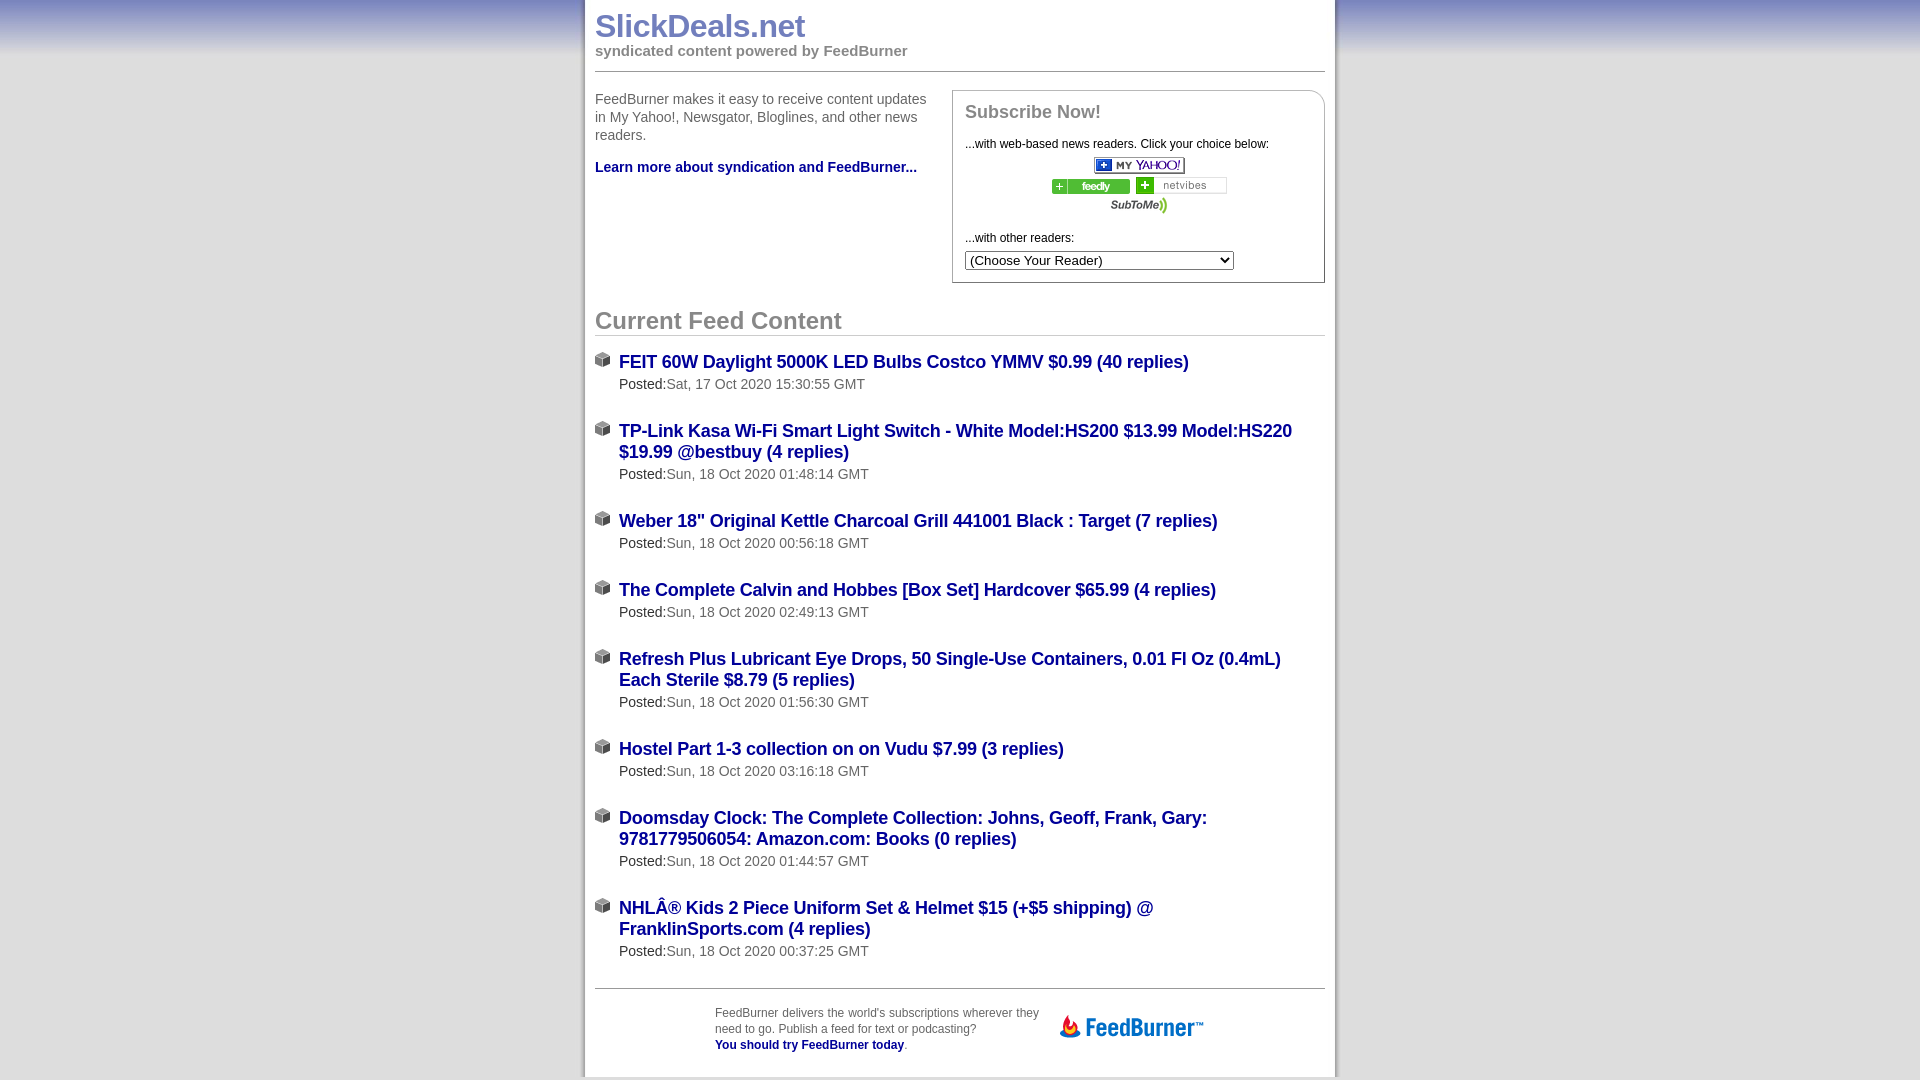 SlickDeals.net
syndicated content powered by FeedBurner
FeedBurner makes it easy to receive content updates
in My Yahoo!, Newsgator, Bloglines, and other news
readers.
Learn more about syndication and FeedBurner...
Subscribe Now!
...with web-based news readers. Click your choice below:
MY YAHOO!
feedly
netvibes
SubToMe
...with other readers:
(Choose Your Reader)
Current Feed Content
FEIT 60W Daylight 5000K LED Bulbs Costco YMMV $0.99 (40 replies)
Posted:Sat, 17 Oct 2020 15:30:55 GMT
TP-Link Kasa Wi-Fi Smart Light Switch - White Model:HS200 $13.99 Model:HS220
$19.99 @bestbuy (4 replies)
Posted:Sun, 18 Oct 2020 01:48:14 GMT
Weber 18" Original Kettle Charcoal Grill 441001 Black : Target (7 replies)
Posted:Sun, 18 Oct 2020 00:56:18 GMT
The Complete Calvin and Hobbes [Box Set] Hardcover $65.99 (4 replies)
Posted:Sun, 18 Oct 2020 02:49:13 GMT
Refresh Plus Lubricant Eye Drops, 50 Single-Use Containers, 0.01 Fl Oz (0.4mL)
Each Sterile $8.79 (5 replies)
Posted:Sun, 18 Oct 2020 01:56:30 GMT
Hostel Part 1-3 collection on on Vudu $7.99 (3 replies)
Posted:Sun, 18 Oct 2020 03:16:18 GMT
Doomsday Clock: The Complete Collection: Johns, Geoff, Frank, Gary:
9781779506054: Amazon.com: Books (0 replies)
Posted:Sun, 18 Oct 2020 01:44:57 GMT
NHLÂ® Kids 2 Piece Uniform Set & Helmet $15 (+$5 shipping) @
FranklinSports.com (4 replies)
Posted:Sun, 18 Oct 2020 00:37:25 GMT
FeedBurner delivers the world's subscriptions wherever they
need to go. Publish a feed for text or podcasting?
You should try FeedBurner today.
FeedBurner™